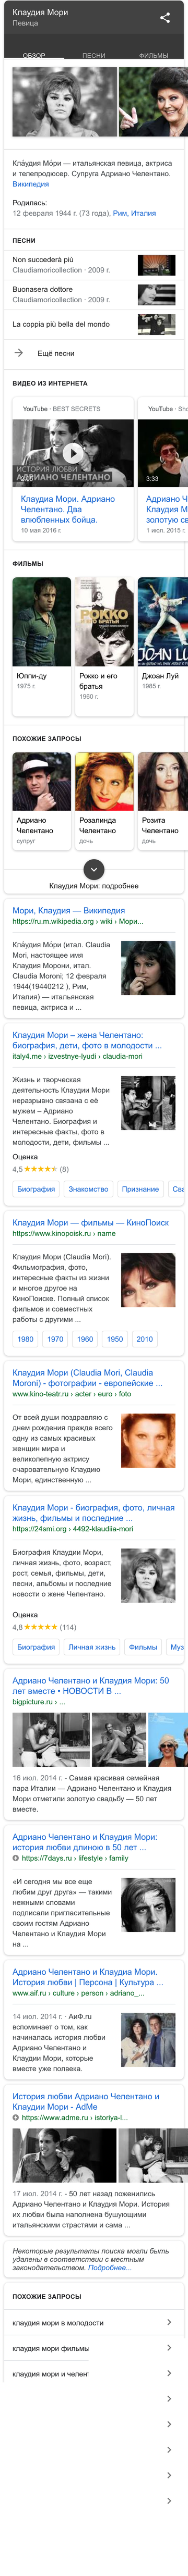 Клаудия Мори
Певица
ОБЗОР ПЕСНИ ФИЛЬМЫ
Кла́удия Мо́ри — итальянская певица, актриса
и телепродюсер. Супруга Адриано Челентано.
Википедия
Родилась:
12 февраля 1944 г. (73 года), Рим, Италия
ПЕСНИ
Non succederà più
Claudiamoricollection · 2009 г.
Buonasera dottore
Claudiamoricollection · 2009 г.
La coppia più bella del mondo
Ещё песни
ВИДЕО ИЗ ИНТЕРНЕТА
YouTube · BEST SECRETS
ИСТОРИЯ ЛЮБВИ
АДРИАНО ЧЕЛЕНТАНО
Клаудиа Мори. Адриано
Челентано. Два
влюбленных бойца.
10 мая 2016 г.
YouTube · Sho
3:33
Адриано Ч
Клаудия М
золотую св
1 июл. 2015 г.
ФИЛЬМЫ
РОККО
И ЕГО БРАТЬЯ
JOAN LU
Юппи-ду
1975 г.
Рокко и его
братья
1960 г.
Джоан Луй
1985 г.
ПОХОЖИЕ ЗАПРОСЫ
Адриано
Челентано
супруг
Розалинда
Челентано
дочь
Розита
Челентано
дочь
Клаудия Мори: подробнее
Мори, Клаудия — Википедия
https://ru.m.wikipedia.org › wiki › Мори...
Кла́удия Мо́ри (итал. Claudia
Mori, настоящее имя
Клаудия Морони, итал.
Claudia Moroni; 12 февраля
1944(19440212 ), Рим,
Италия) — итальянская
певица, актриса и ...
Клаудия Мори – жена Челентано:
биография, дети, фото в молодости ...
italy4.me › izvestnye-lyudi › claudia-mori
Жизнь и творческая
деятельность Клаудии Мори
неразрывно связана с её
мужем – Адриано
Челентано. Биография и
интересные факты, фото в
молодости, дети, фильмы ...
Оценка
4,5 ★★★★★ (8)
Биография Знакомство Признание Сва
Клаудия Мори — фильмы — КиноПоиск
https://www.kinopoisk.ru › name
Клаудия Мори (Claudia Mori).
Фильмография, фото,
интересные факты из жизни
и многое другое на
КиноПоиске. Полный список
фильмов и совместных
работы с другими ...
1980 1970 1960 1950 2010
Клаудия Мори (Claudia Mori, Claudia
Moroni) - фотографии - европейские ...
www.kino-teatr.ru › acter › euro › foto
От всей души поздравляю с
днем рождения прежде всего
одну из самых красивых
женщин мира и
великолепную актрису
очаровательную Клаудию
Мори, единственную ...
Клаудия Мори - биография, фото, личная
жизнь, фильмы и последние ...
https://24smi.org › 4492-klaudiia-mori
Биография Клаудии Мори,
личная жизнь, фото, возраст,
рост, семья, фильмы, дети,
песни, альбомы и последние
новости о жене Челентано.
Оценка
4,8 ★★★★★ (114)
Биография Личная жизнь Фильмы Муз
Адриано Челентано и Клаудия Мори: 50
лет вместе • НОВОСТИ В ...
bigpicture.ru › ...
16 июл. 2014 г. - Самая красивая семейная
пара Италии — Адриано Челентано и Клаудия
Мори отметили золотую свадьбу — 50 лет
вместе.
Адриано Челентано и Клаудия Мори:
история любви длиною в 50 лет ...
https://7days.ru › lifestyle › family
«И сегодня мы все еще
любим друг друга» — такими
нежными словами
подписали пригласительные
своим гостям Адриано
Челентано и Клаудия Мори
на ...
Адриано Челентано и Клаудиа Мори.
История любви | Персона | Культура ...
www.aif.ru › culture › person › adriano_...
14 июл. 2014 г. · АиФ.ru
вспоминает о том, как
начиналась история любви
Адриано Челентано и
Клаудии Мори, которые
вместе уже полвека.
История любви Адриано Челентано и
Клаудии Мори - AdMe
https://www.adme.ru › istoriya-l...
17 июл. 2014 г. - 50 лет назад поженились
Адриано Челентано и Клаудия Мори. История
их любви была наполнена бушующими
итальянскими страстями и сама ...
Некоторые результаты поиска могли быть
удалены в соответствии с местным
законодательством. Подробнее...
ПОХОЖИЕ ЗАПРОСЫ
клаудия мори в молодости
клаудия мори фильмы
клаудия мори и челен